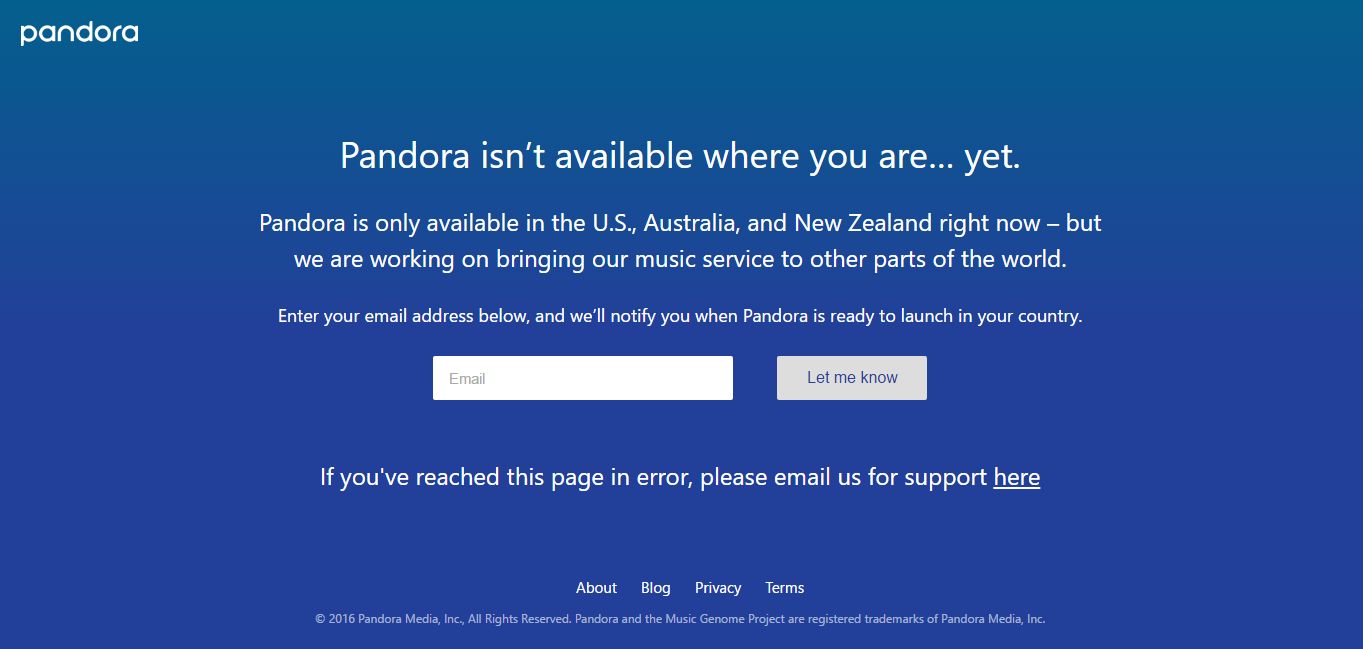 pandora
Pandora isn’t available where you are... yet.
Pandora is only available in the U.S., Australia, and New Zealand right now – but
we are working on bringing our music service to other parts of the world.
Enter your email address below, and we’ll notify you when Pandora is ready to launch in your country.
Email
Let me know
If you've reached this page in error, please email us for support here
About Blog Privacy Terms
© 2016 Pandora Media, Inc., All Rights Reserved. Pandora and the Music Genome Project are registered trademarks of Pandora Media, Inc.